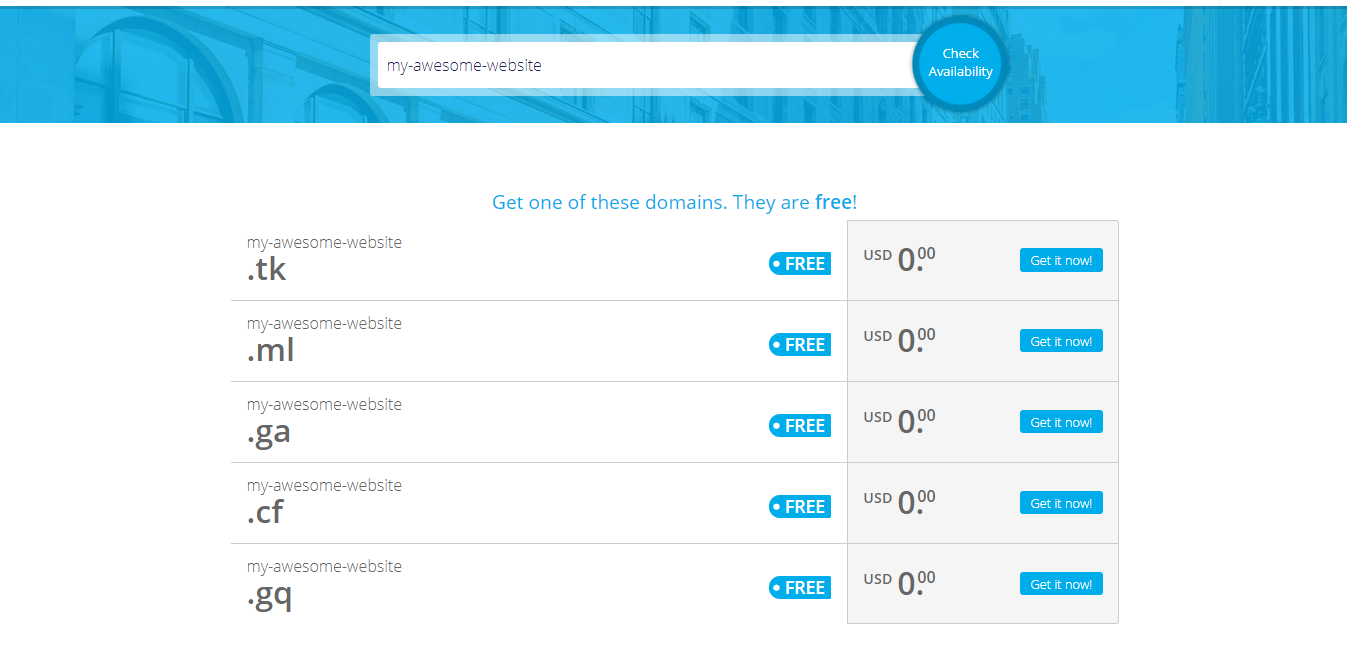 my-awesome-website
Check
Availability
Get one of these domains. They are free!
my-awesome-website
.tk
FREE
USD 0.00
Get it now!
my-awesome-website
.ml
FREE
USD 0.00
Get it now!
my-awesome-website
.ga
FREE
USD 0.00
Get it now!
my-awesome-website
.cf
FREE
USD 0.00
Get it now!
my-awesome-website
.gq
FREE
USD 0.00
Get it now!